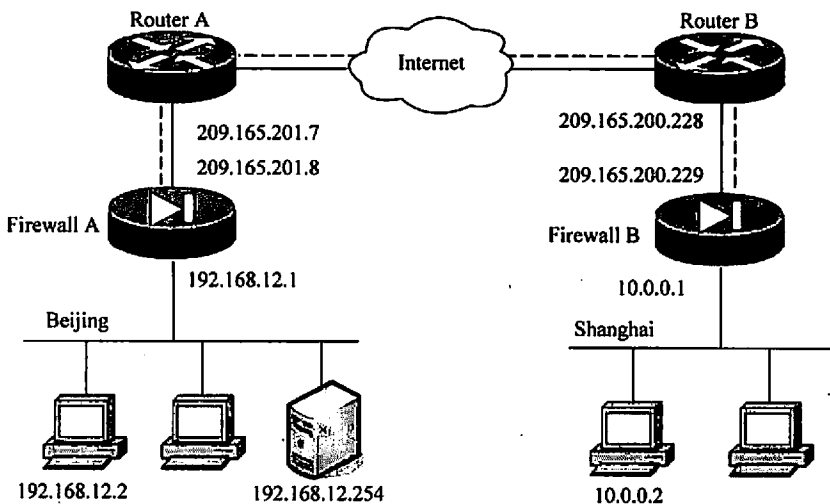 Router A
Router B
Internet
209.165.201.7
209.165.200.228
209.165.201.8
209.165.200.229
Firewall A
Firewall B
192.168.12.1
10.0.0.1
Beijing
Shanghai
192.168.12.2
192.168.12.254
10.0.0.2